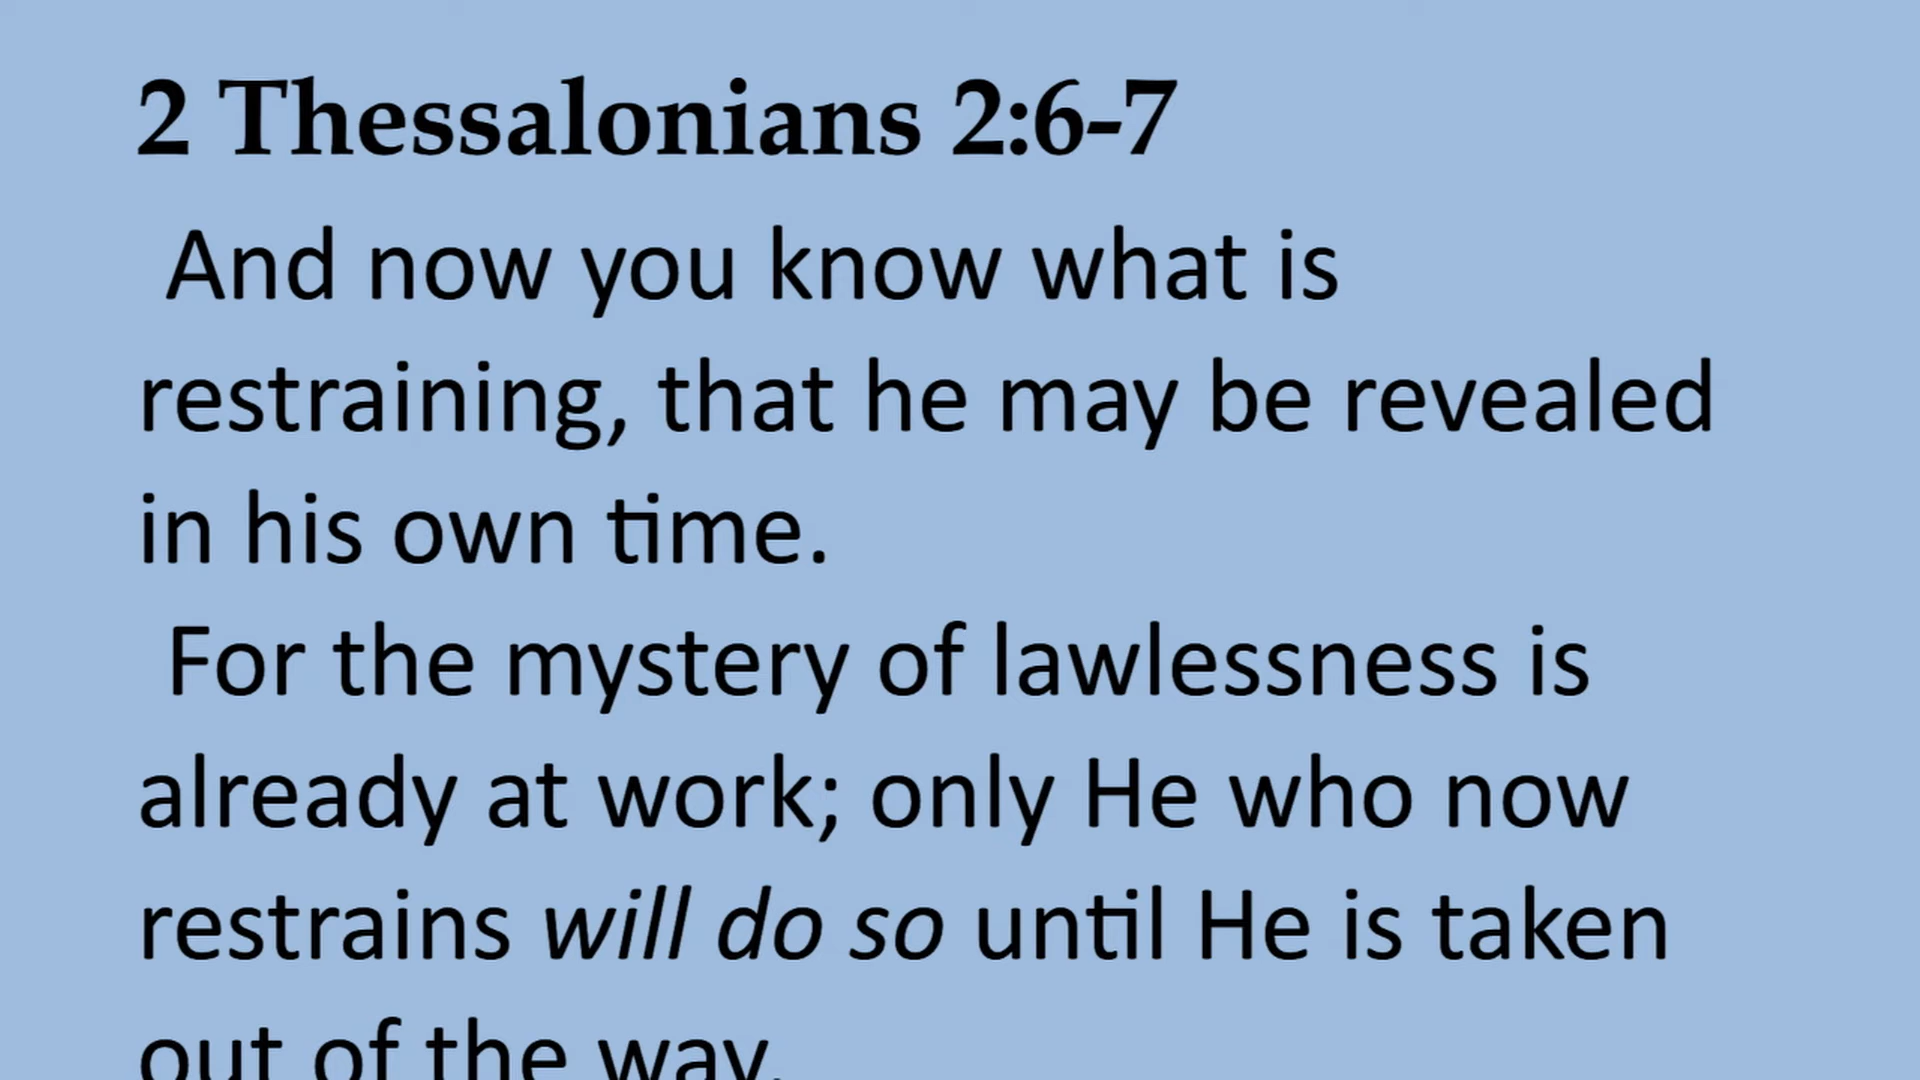 2 Thessalonians 2:6-7
And now you know what is
restraining, that he may be revealed
in his own time.
For the mystery of lawlessness is
already at work; only He who now
restrains will do so until He is taken
out of the way.